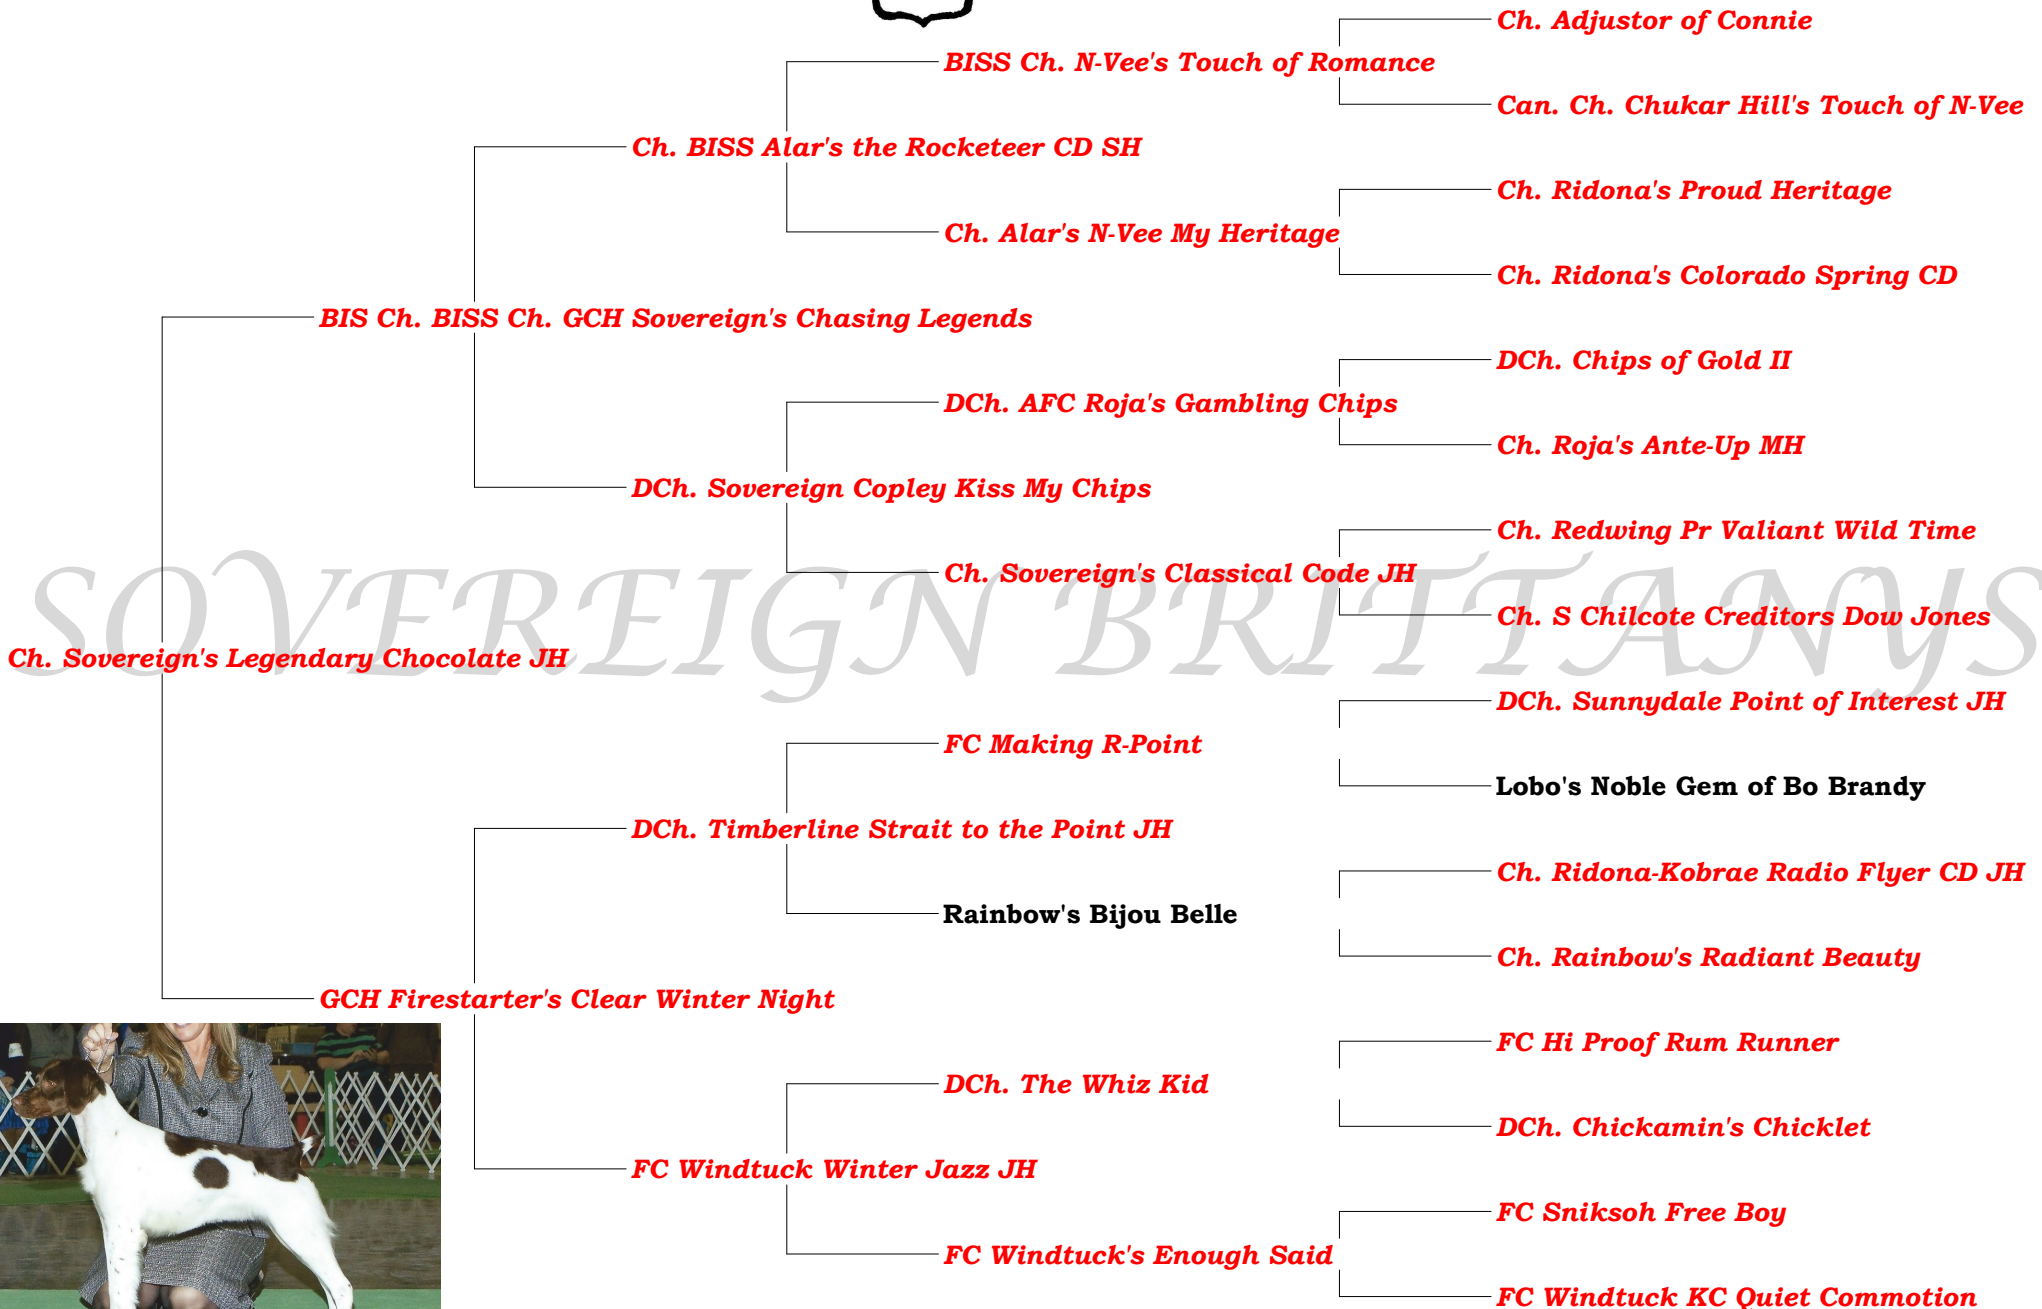 Ch. Adjustor of Connie
BISS Ch. N-Vee's Touch of Romance
Can. Ch. Chukar Hill's Touch of N-Vee
Ch. BISS Alar's the Rocketeer CD SH
Ch. Ridona's Proud Heritage
Ch. Alar's N-Vee My Heritage
Ch. Ridona's Colorado Spring CD
BIS Ch. BISS Ch. GCH Sovereign's Chasing Legends
DCh. Chips of Gold II
DCh. AFC Roja's Gambling Chips
Ch. Roja's Ante-Up MH
DCh. Sovereign Copley Kiss My Chips
Ch. Redwing Pr Valiant Wild Time
Ch. Sovereign's Classical Code JH
Ch. S Chilcote Creditors Dow Jones
SOVEREIGN BRITTANYS
Ch. Sovereign's Legendary Chocolate JH
DCh. Sunnydale Point of Interest JH
FC Making R-Point
Lobo's Noble Gem of Bo Brandy
DCh. Timberline Strait to the Point JH
Ch. Ridona-Kobrae Radio Flyer CD JH
Rainbow's Bijou Belle
Ch. Rainbow's Radiant Beauty
GCH Firestarter's Clear Winter Night
FC Hi Proof Rum Runner
DCh. The Whiz Kid
DCh. Chickamin's Chicklet
FC Windtuck Winter Jazz JH
FC Sniksoh Free Boy
FC Windtuck's Enough Said
FC Windtuck KC Quiet Commotion